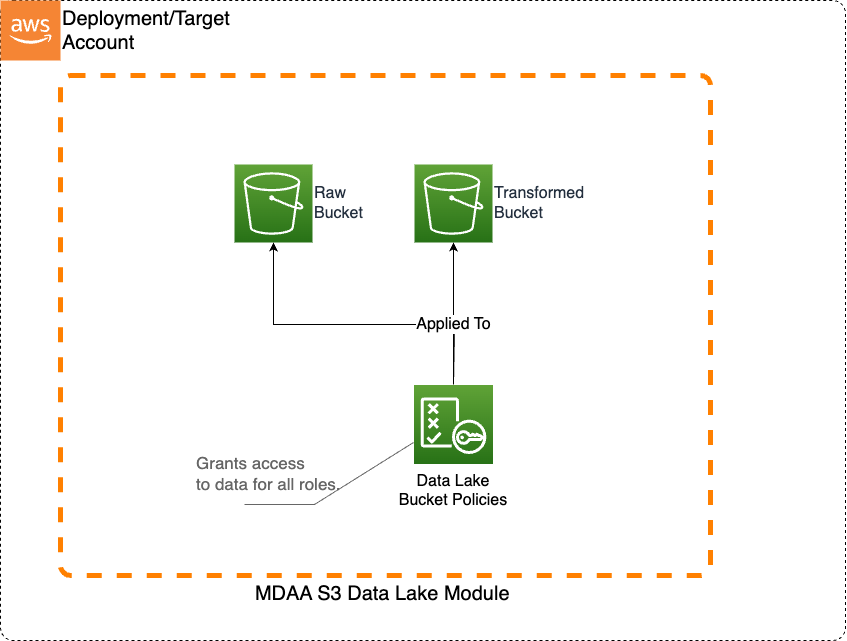 aws
Deployment/Target
Account
Raw
Bucket
Transformed
Bucket
Applied To
Grants access
to data for all roles.
Data Lake
Bucket Policies
MDAA S3 Data Lake Module